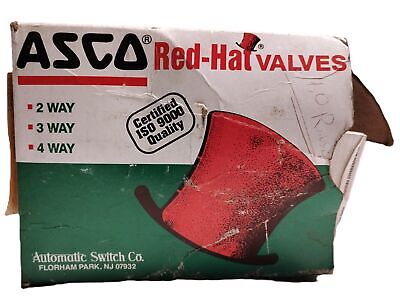 ASCO® Red-Hat® VALVES
2 WAY
3 WAY
4 WAY
Certified
ISO 9000
Quality
Automatic Switch Co.
FLORHAM PARK, NJ 07932